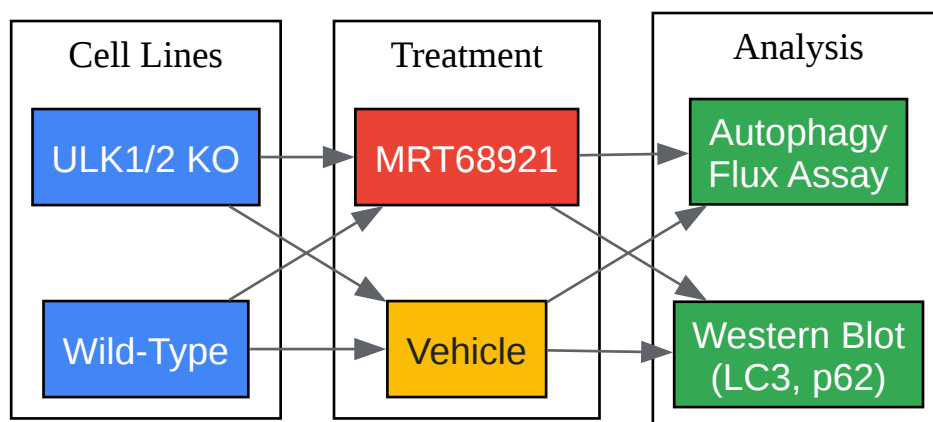 Cell Lines
ULK1/2 KO
Wild-Type
Treatment
MRT68921
Vehicle
Analysis
Autophagy
Flux Assay
Western Blot
(LC3, p62)